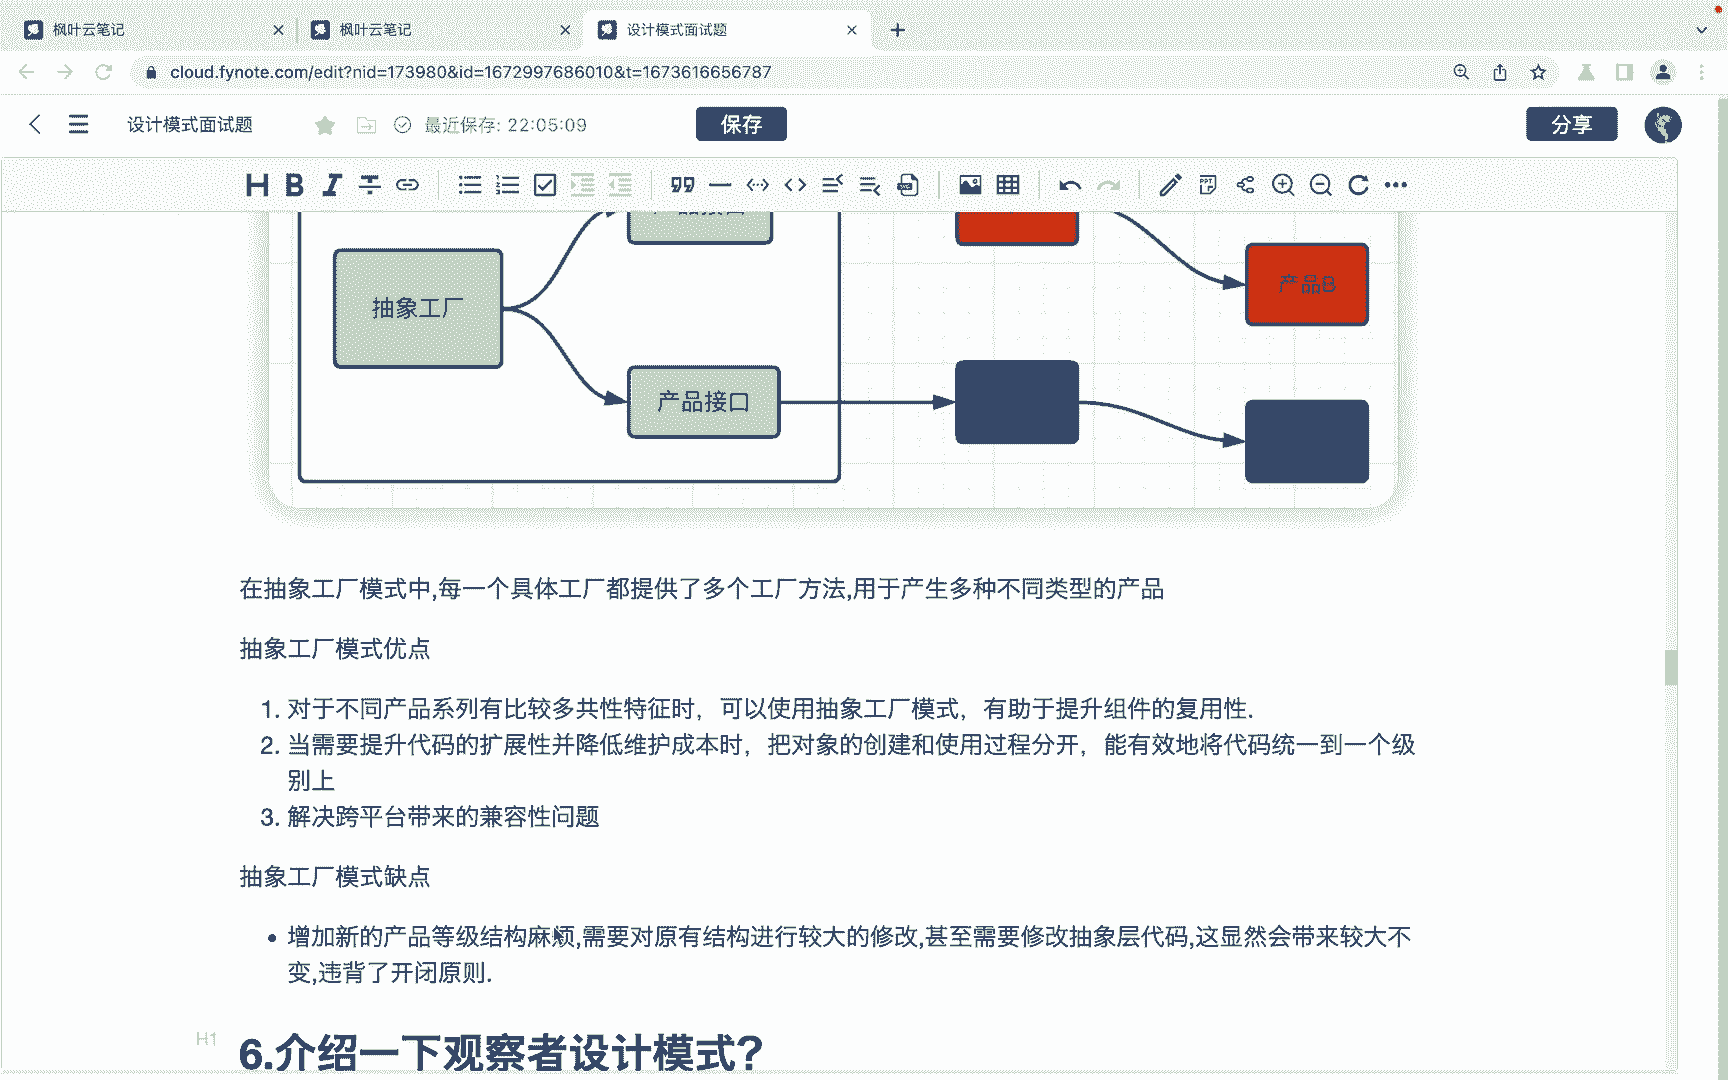 枫叶云笔记
枫叶云笔记
设计模式面试题
cloud.fynote.com/edit?nid=173980&id=1672997686010&t=1673616656787
设计模式面试题
最近保存: 22:05:09
保存
分享
产品B
抽象工厂
产品接口
在抽象工厂模式中,每一个具体工厂都提供了多个工厂方法,用于产生多种不同类型的产品
抽象工厂模式优点
1. 对于不同产品系列有比较多共性特征时，可以使用抽象工厂模式，有助于提升组件的复用性.
2. 当需要提升代码的扩展性并降低维护成本时，把对象的创建和使用过程分开，能有效地将代码统一到一个级
别上
3. 解决跨平台带来的兼容性问题
抽象工厂模式缺点
增加新的产品等级结构麻烦,需要对原有结构进行较大的修改,甚至需要修改抽象层代码,这显然会带来较大不
变,违背了开闭原则.
H1
6.介绍一下观察者设计模式?